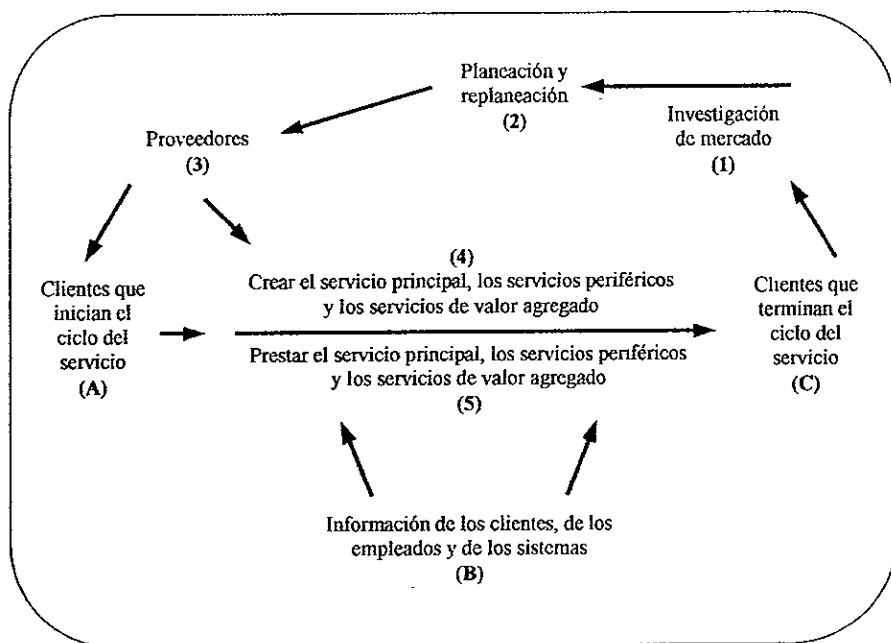 Plancación y
replaneación
(2)
Investigación
de mercado
(1)
Proveedores
(3)
(4)
Crear el servicio principal, los servicios periféricos
y los servicios de valor agregado
Clientes que
inician el
ciclo del
servicio
(A)
Prestar el servicio principal, los servicios periféricos
y los servicios de valor agregado
(5)
Clientes que
terminan el
ciclo del
servicio
(C)
Información de los clientes, de los
empleados y de los sistemas
(B)